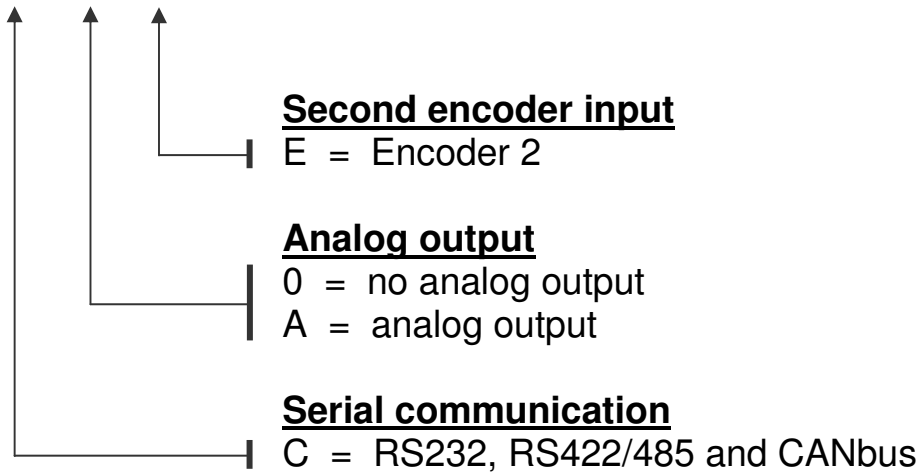 Second encoder input
E = Encoder 2
Analog output
0 = no analog output
A = analog output
Serial communication
C = RS232, RS422/485 and CANbus